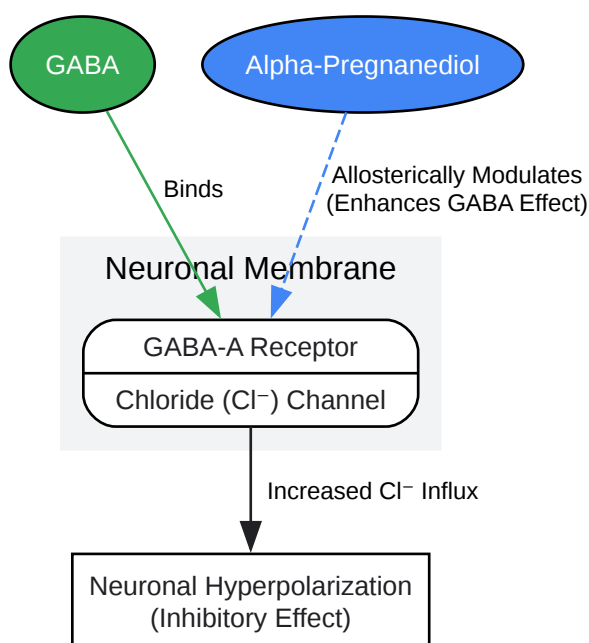 GABA
Alpha-Pregnanediol
Binds
Allosterically Modulates
(Enhances GABA Effect)
Neuronal Membrane
GABA-A Receptor
Chloride (Cl⁻) Channel
Increased Cl⁻ Influx
Neuronal Hyperpolarization
(Inhibitory Effect)